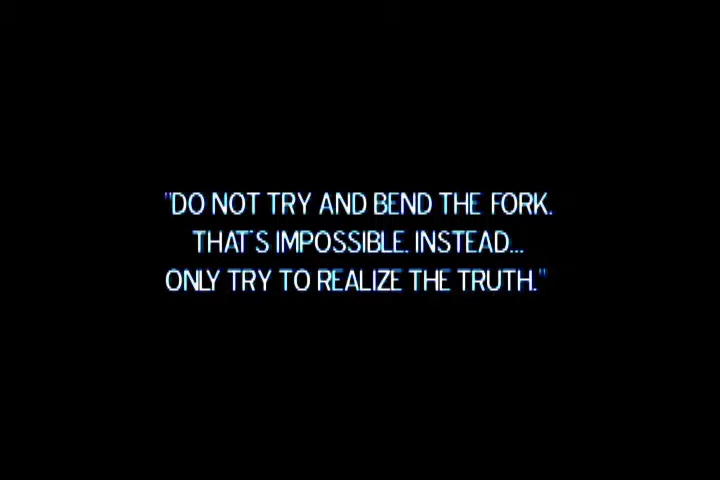 "DO NOT TRY AND BEND THE FORK.
THAT'S IMPOSSIBLE. INSTEAD...
ONLY TRY TO REALIZE THE TRUTH."